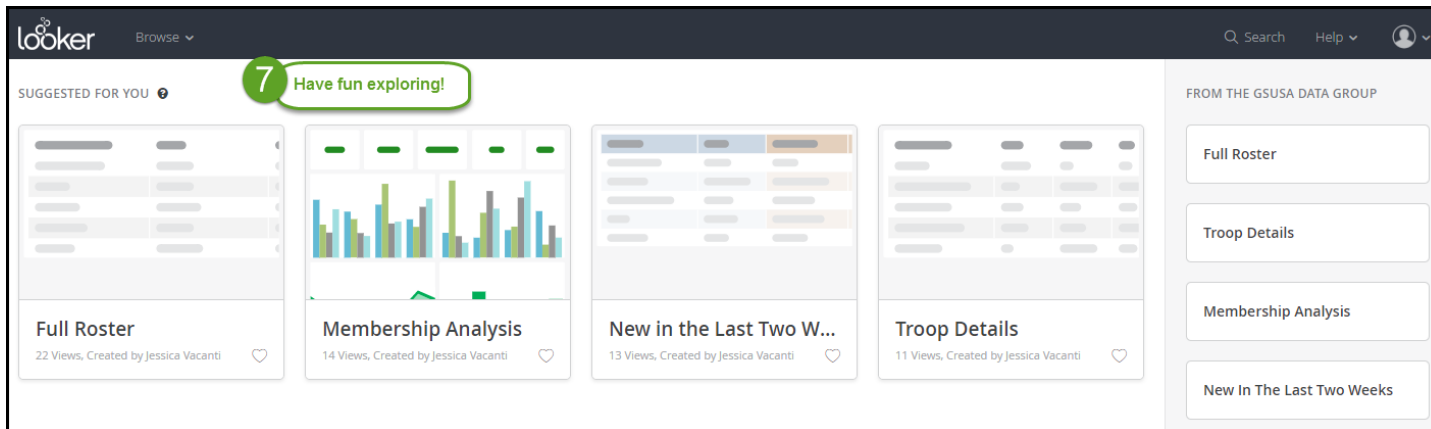 looker
Browse
Search
Help
7
Have fun exploring!
SUGGESTED FOR YOU ?
FROM THE GSUSA DATA GROUP
Full Roster
22 Views, Created by Jessica Vacanti
Membership Analysis
14 Views, Created by Jessica Vacanti
New in the Last Two W...
13 Views, Created by Jessica Vacanti
Troop Details
11 Views, Created by Jessica Vacanti
Full Roster
Troop Details
Membership Analysis
New In The Last Two Weeks